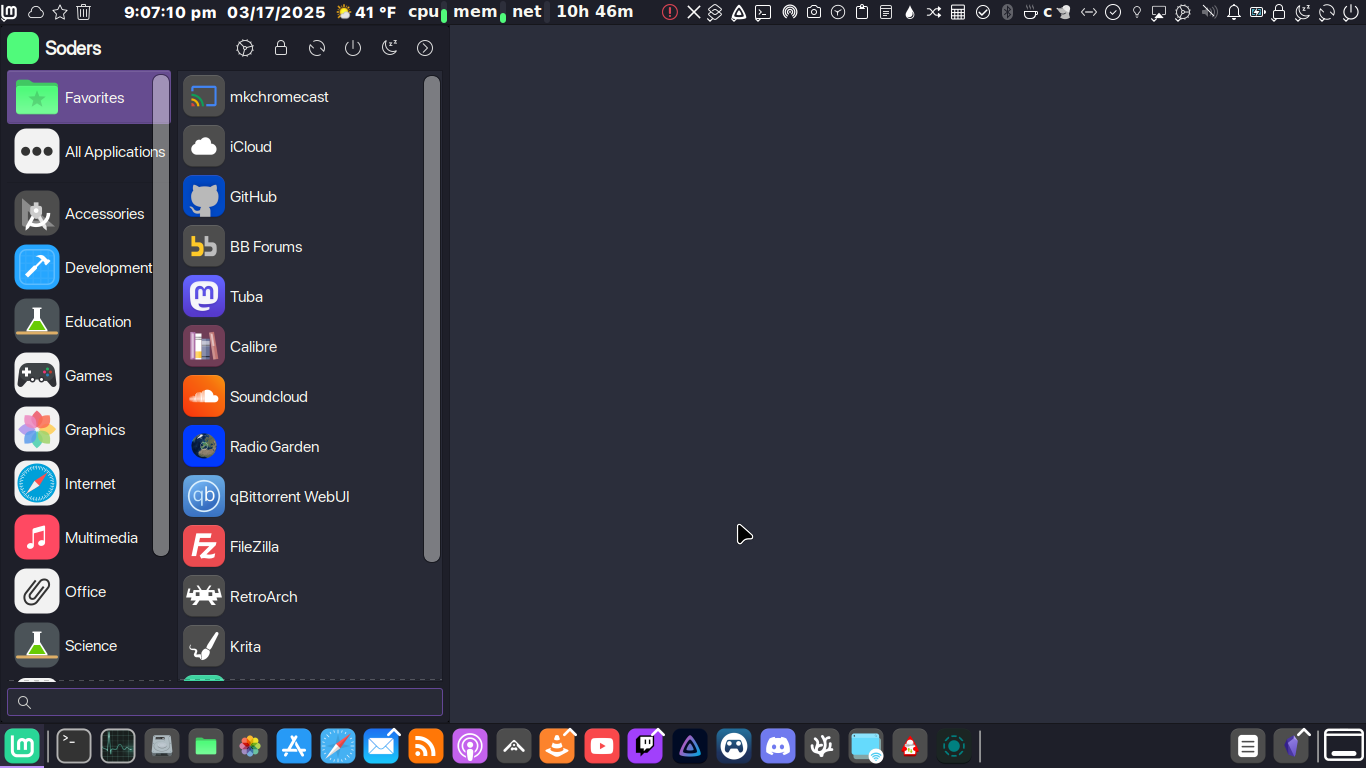 9:07:10 pm 03/17/2025 41 °F cpu mem net 10h 46m c
Soders
Favorites
All Applications
Accessories
Development
Education
Games
Graphics
Internet
Multimedia
Office
Science
mkchromecast
iCloud
GitHub
BB Forums
Tuba
Calibre
Soundcloud
Radio Garden
qBittorrent WebUI
FileZilla
RetroArch
Krita